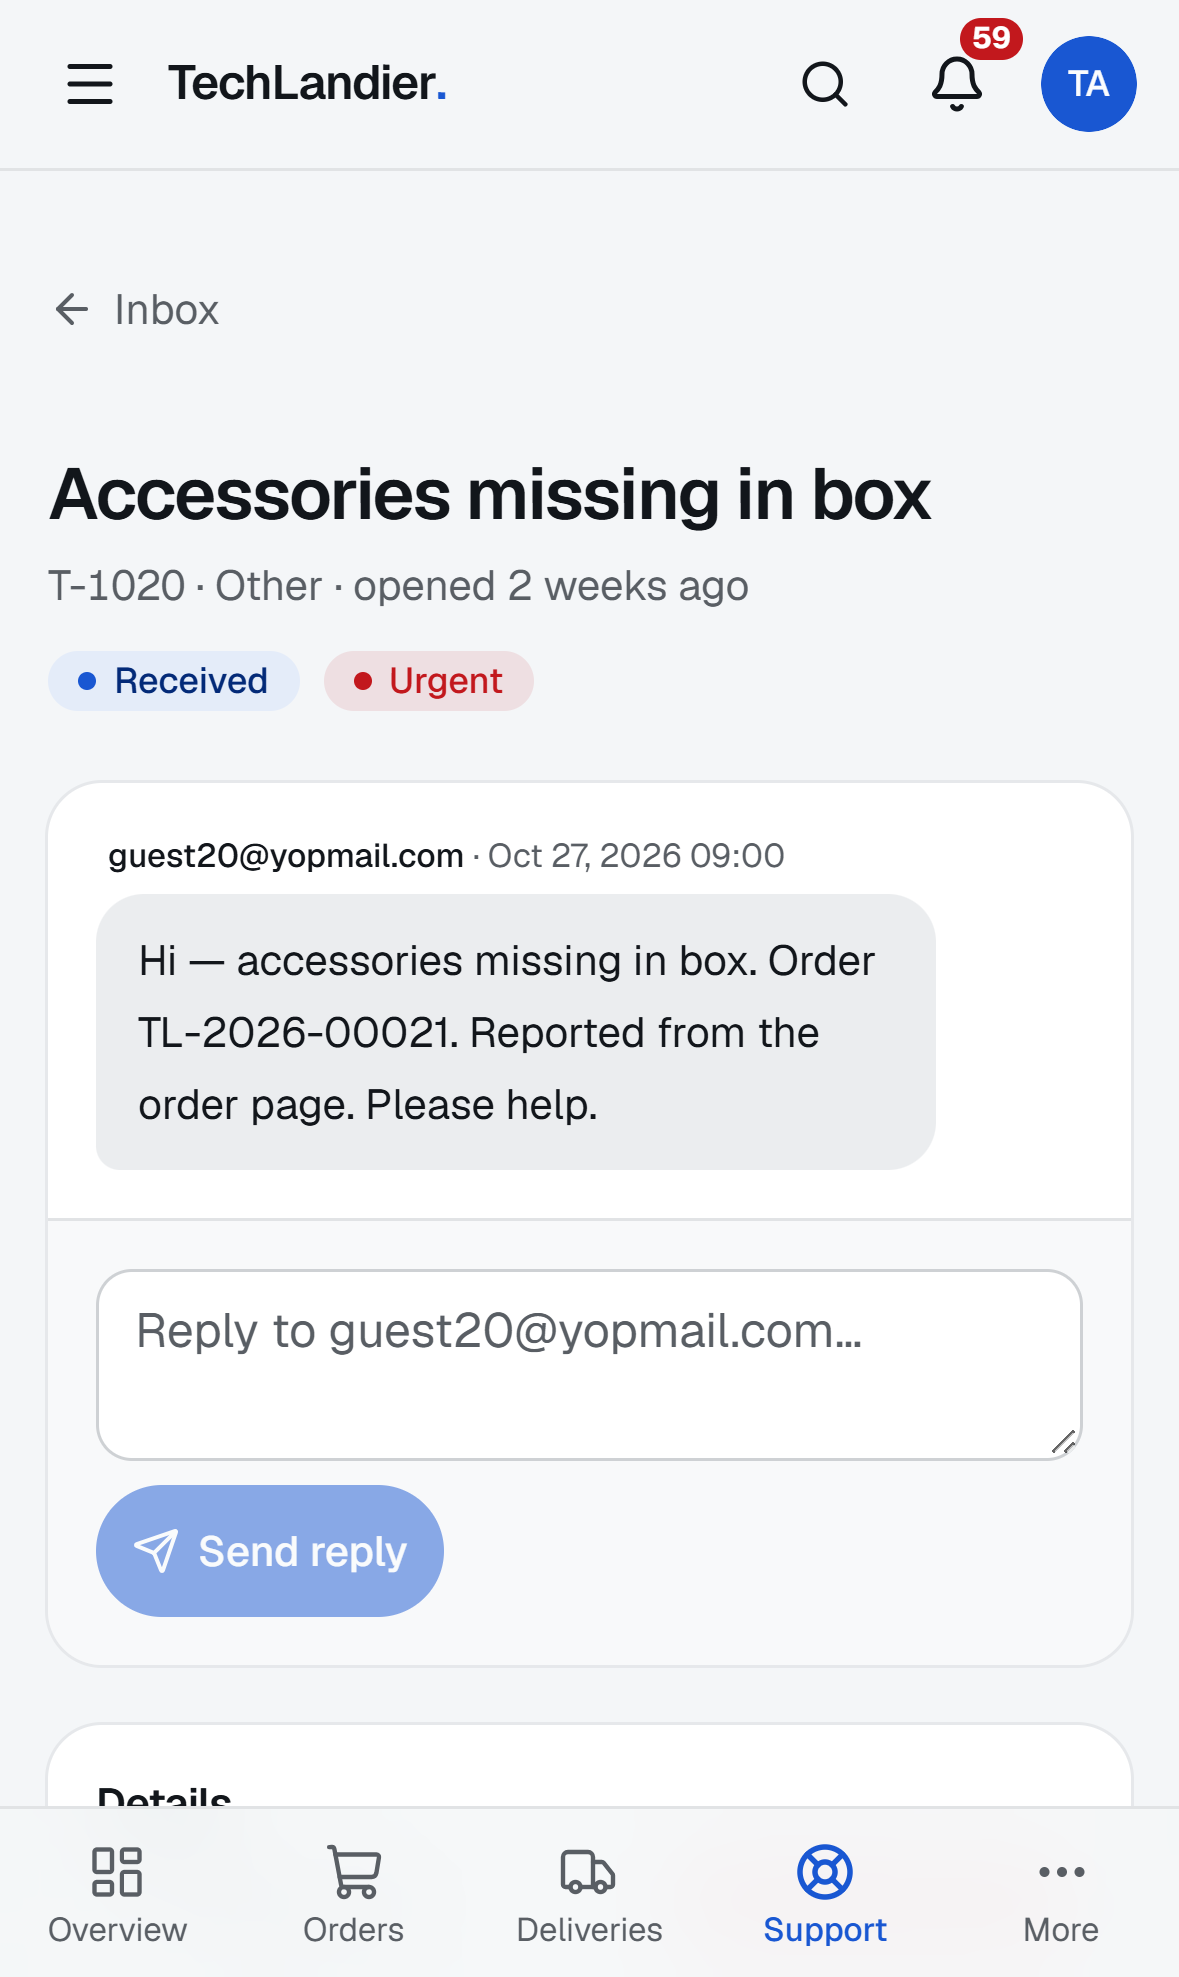 TechLandier.
59
TA
Inbox
Accessories missing in box
T-1020 · Other · opened 2 weeks ago
Received
Urgent
guest20@yopmail.com · Oct 27, 2026 09:00
Hi — accessories missing in box. Order
TL-2026-00021. Reported from the
order page. Please help.
Reply to guest20@yopmail.com...
Send reply
Details
Overview
Orders
Deliveries
Support
More